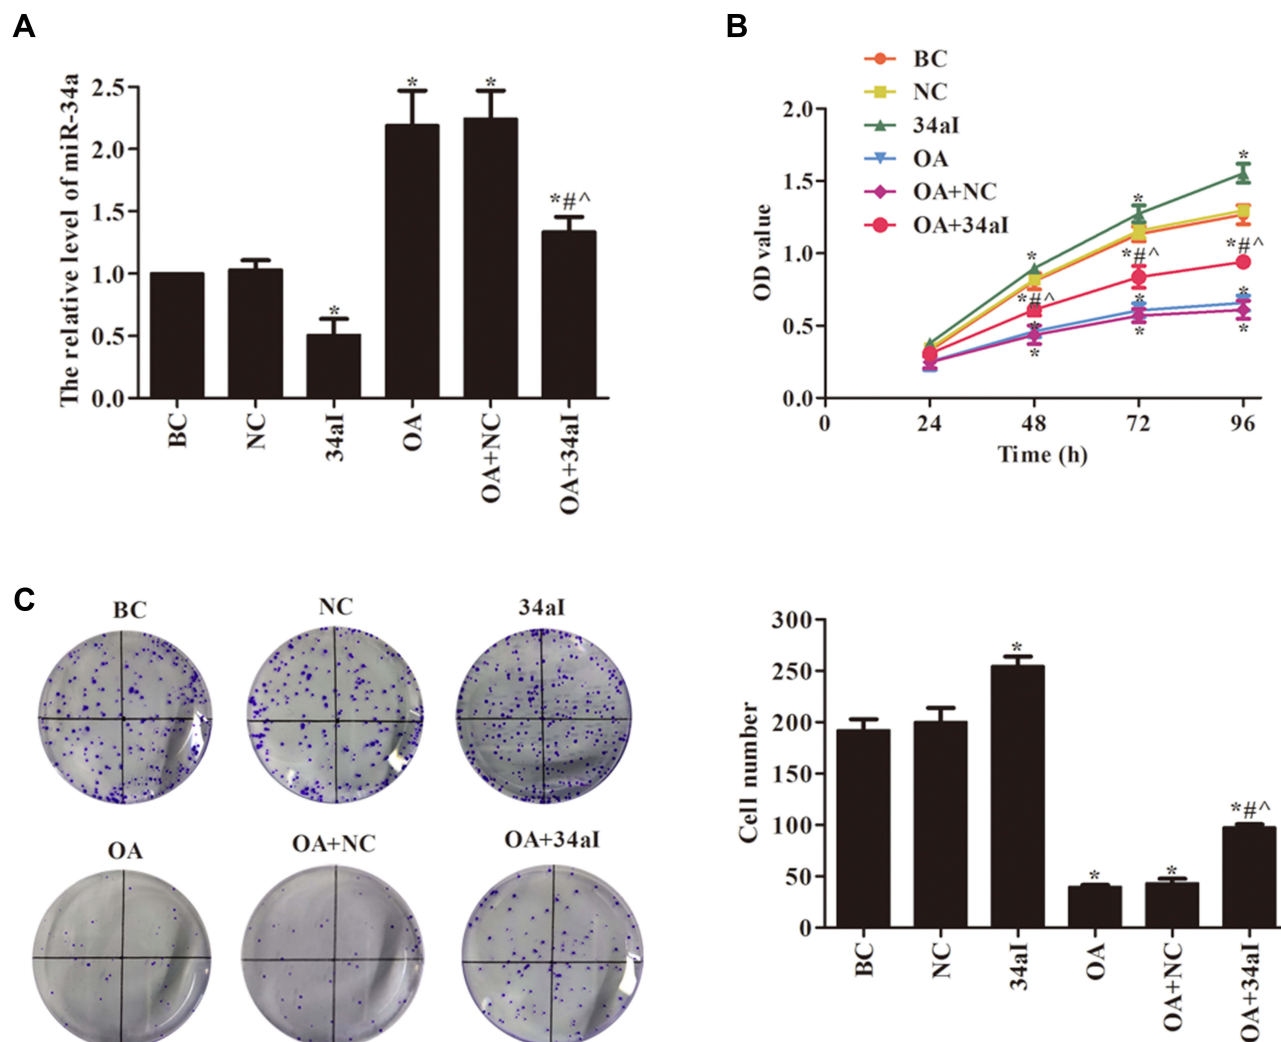 A
The relative level of miR-34a
2.5
2.0
1.5
1.0
0.5
0.0
*
*
*
*#^
BC
NC
34aI
OA
OA+NC
OA+34aI
B
BC
NC
34aI
OA
OA+NC
OA+34aI
OD value
2.0
1.5
1.0
0.5
0.0
*
*
*
*#^
*#^
*#^
*
*
*
*
*
*
0
24
48
72
96
Time (h)
C
BC
NC
34aI
OA
OA+NC
OA+34aI
Cell number
300
250
200
150
100
50
0
*
*
*
*#^
BC
NC
34aI
OA
OA+NC
OA+34aI